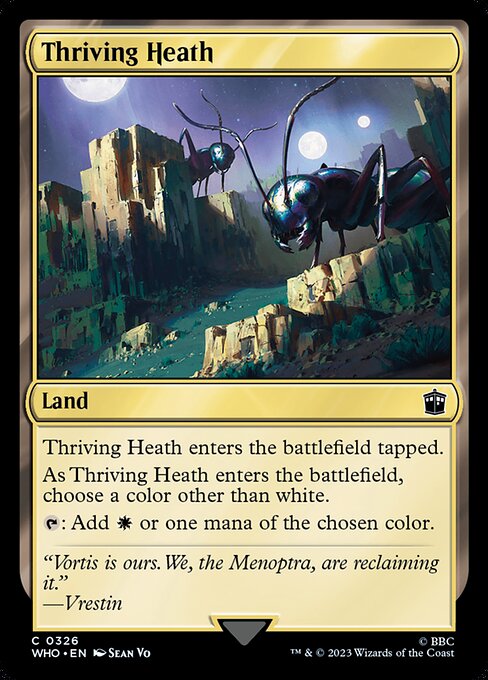 Thriving Heath
Land
Thriving Heath enters the battlefield tapped.
As Thriving Heath enters the battlefield,
choose a color other than white.
: Add or one mana of the chosen color.
“Vortis is ours. We, the Menoptra, are reclaiming
it.”
—Vrestin
C 0326
WHO • EN Sean Vo
© BBC
™ & © 2023 Wizards of the Coast